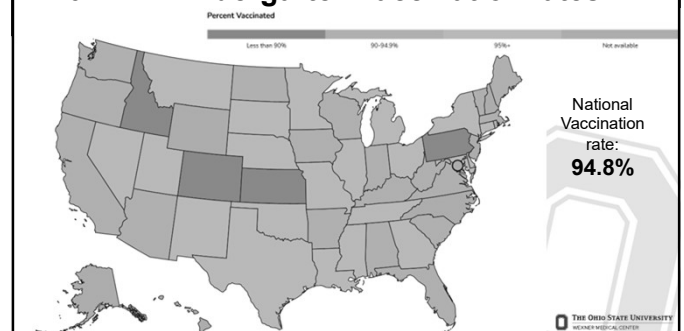 Percent Vaccinated
Less than 90%
90-94.9%
95%+
Not available
National
Vaccination
rate:
94.8%
THE OHIO STATE UNIVERSITY
WEXNER MEDICAL CENTER